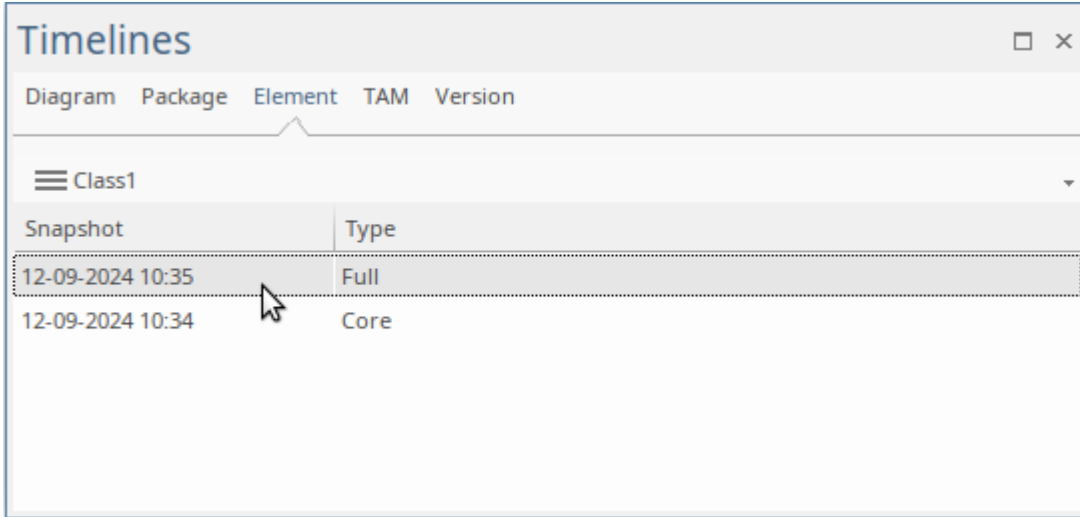 Timelines
Diagram Package Element TAM Version
Class1
Snapshot Type
12-09-2024 10:35 Full
12-09-2024 10:34 Core